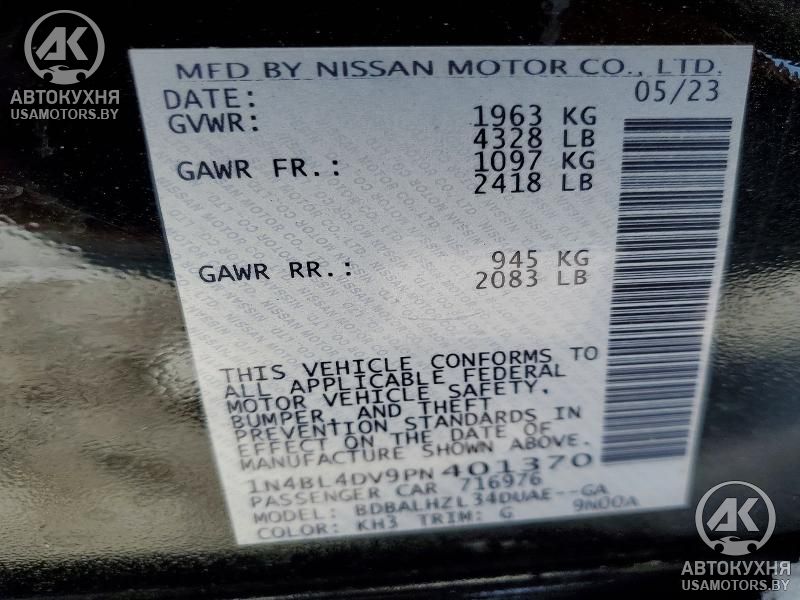 AK
АВТОКУХНЯ
USAMOTORS.BY
MFD BY NISSAN MOTOR CO., LTD.
DATE: 05/23
GVWR: 1963 KG
4328 LB
GAWR FR.: 1097 KG
2418 LB
GAWR RR.: 945 KG
2083 LB
THIS VEHICLE CONFORMS TO
ALL APPLICABLE FEDERAL
MOTOR VEHICLE SAFETY,
BUMPER, AND THEFT
PREVENTION STANDARDS IN
EFFECT ON THE DATE OF
MANUFACTURE SHOWN ABOVE.
1N4BL4DV9PN401370
PASSENGER CAR 716976
MODEL: BDBALHZL34DUAE--GA
COLOR: KH3 TRIM: G 9N00A
AK
АВТОКУХНЯ
USAMOTORS.BY